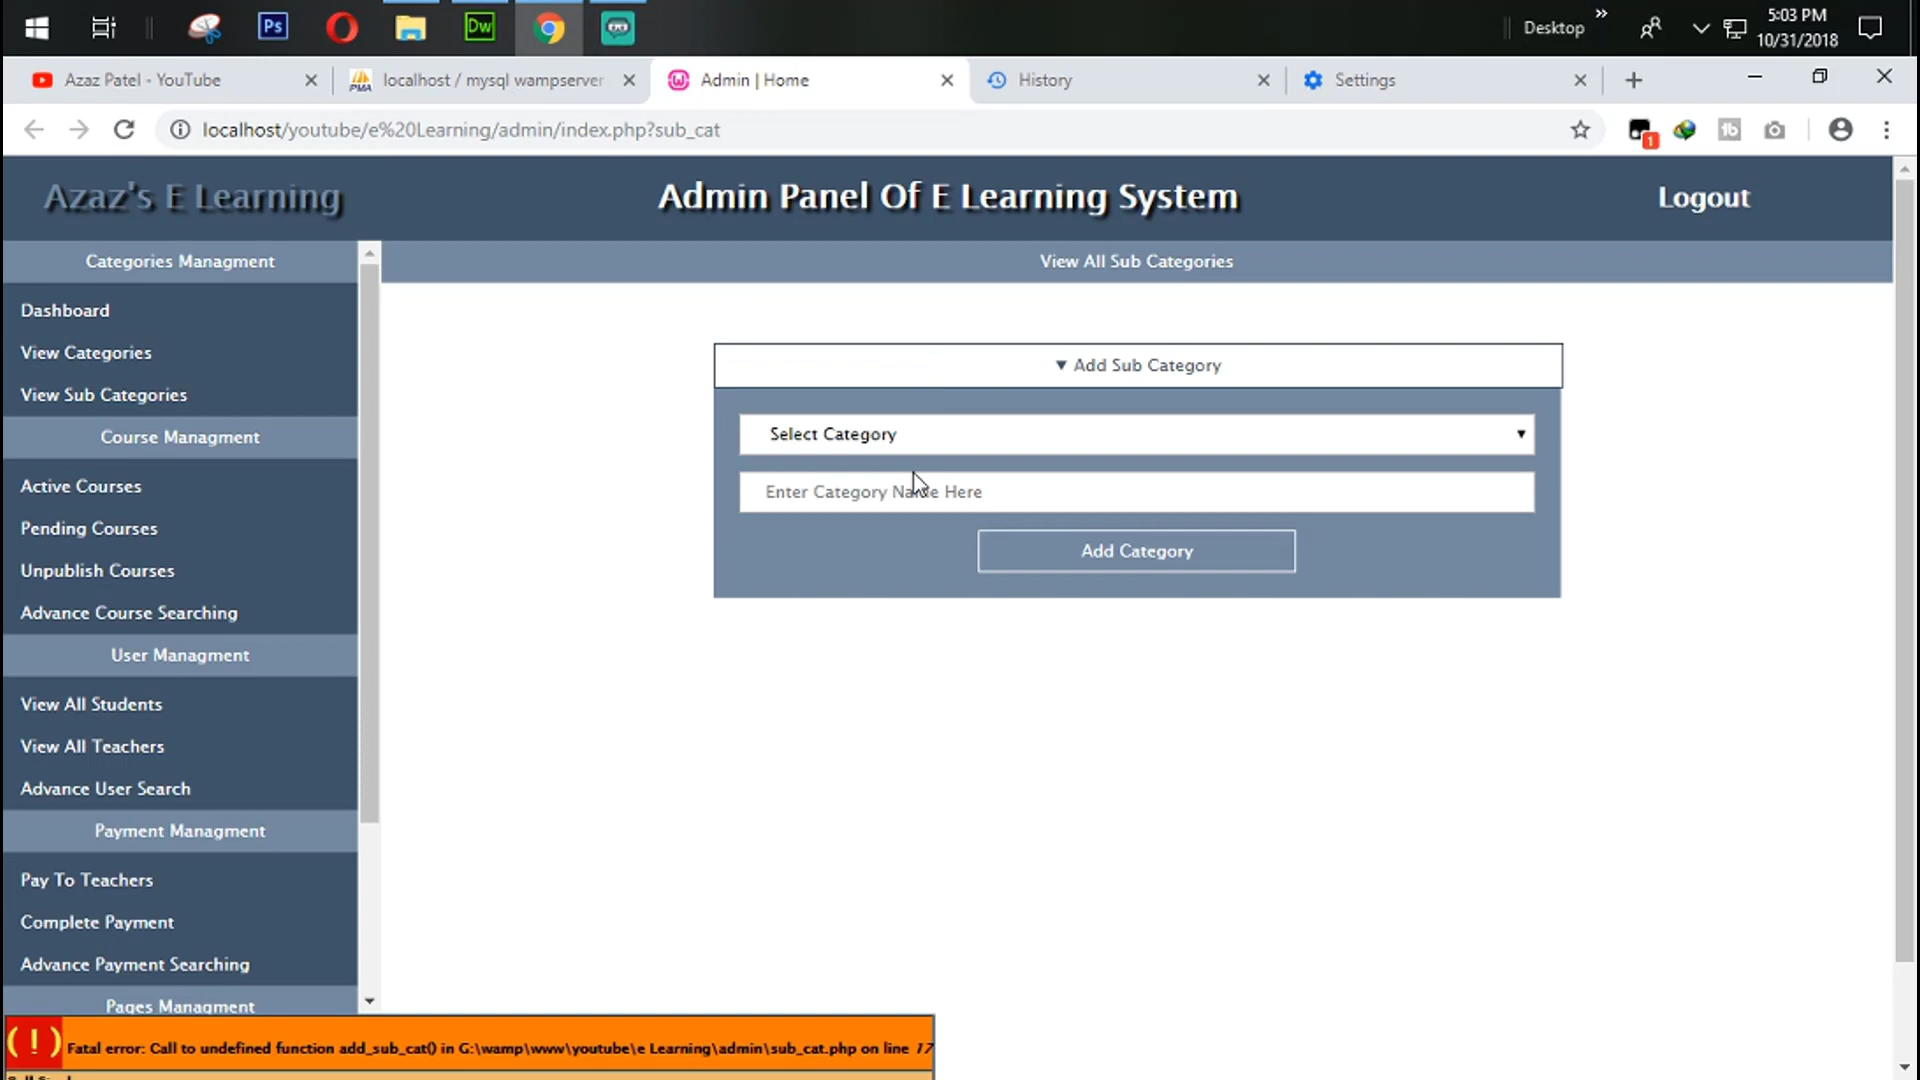 Ps
Dw
Desktop
»
5:03 PM
10/31/2018
Azaz Patel - YouTube
PMA
localhost / mysql wampserver
Admin | Home
History
Settings
localhost/youtube/e%20Learning/admin/index.php?sub_cat
1
Azaz's E Learning
Admin Panel Of E Learning System
Logout
Categories Managment
View All Sub Categories
Dashboard
View Categories
View Sub Categories
Course Managment
Active Courses
Pending Courses
Unpublish Courses
Advance Course Searching
User Managment
View All Students
View All Teachers
Advance User Search
Payment Managment
Pay To Teachers
Complete Payment
Advance Payment Searching
Pages Managment
▼ Add Sub Category
Select Category
Enter Category Name Here
Add Category
( ! ) Fatal error: Call to undefined function add_sub_cat() in G:\wamp\www\youtube\e Learning\admin\sub_cat.php on line 17